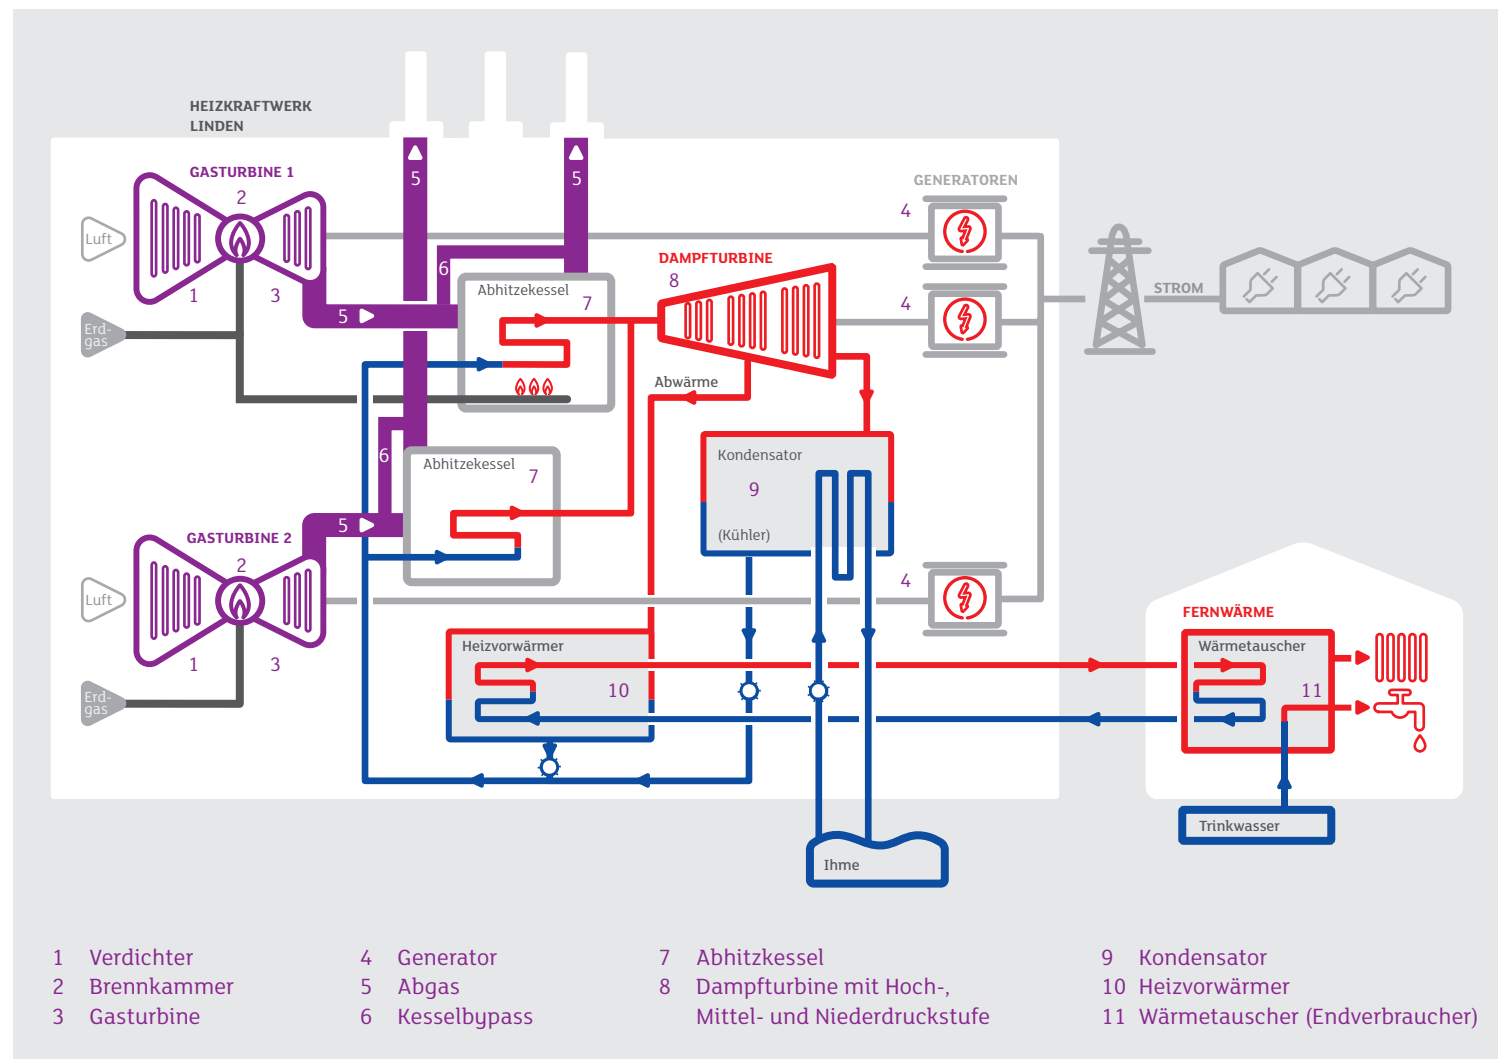 HEIZKRAFTWERK
LINDEN
GASTURBINE 1
2
Luft
1
3
Erd-
gas
5
5
5
6
Abhitzekessel
7
DAMPFTURBINE
8
GENERATOREN
4
4
4
STROM
Abwärme
Kondensator
9
(Kühler)
6
Abhitzekessel
7
5
GASTURBINE 2
2
Luft
1
3
Erd-
gas
Heizvorwärmer
10
FERNWÄRME
Wärmetauscher
11
Trinkwasser
Ihme
1 Verdichter
2 Brennkammer
3 Gasturbine
4 Generator
5 Abgas
6 Kesselbypass
7 Abhitzkessel
8 Dampfturbine mit Hoch-,
Mittel- und Niederdruckstufe
9 Kondensator
10 Heizvorwärmer
11 Wärmetauscher (Endverbraucher)